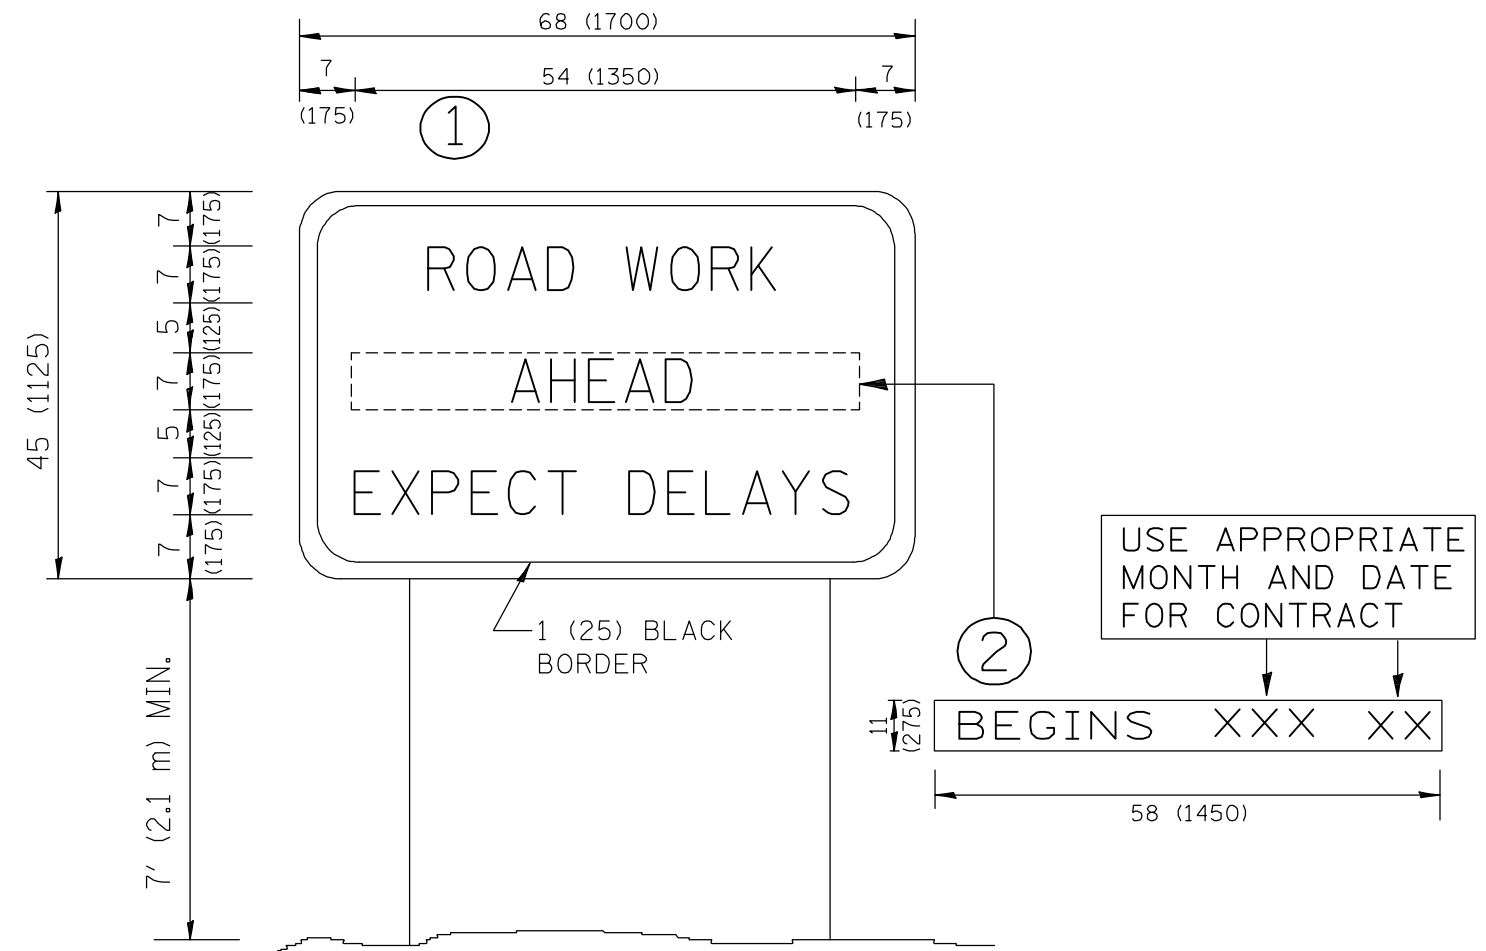 68 (1700)
7
54 (1350)
7
(175)
(175)
1
7
(175)
7
(175)
5
(125)
7
(175)
5
(125)
7
(175)
7
(175)
45 (1125)
ROAD WORK
AHEAD
EXPECT DELAYS
1 (25) BLACK
BORDER
7' (2.1 m) MIN.
2
USE APPROPRIATE
MONTH AND DATE
FOR CONTRACT
11
(275)
BEGINS XXX XX
58 (1450)